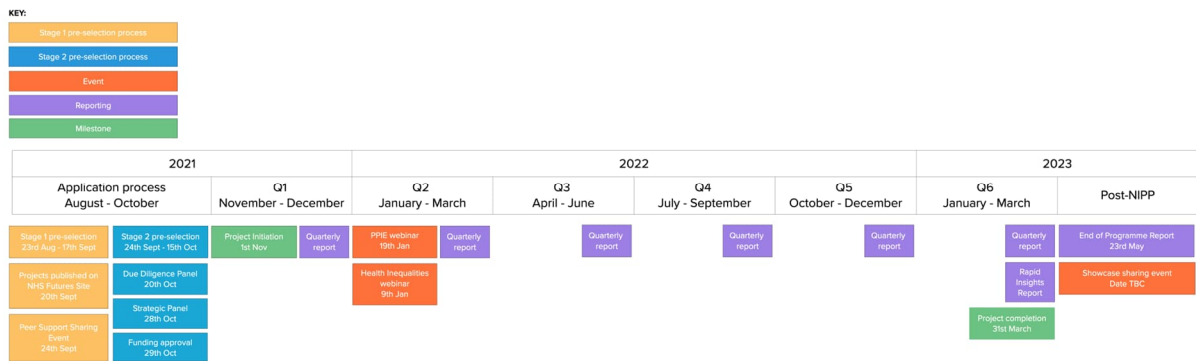 KEY:
Stage 1 pre-selection process
Stage 2 pre-selection process
Event
Reporting
Milestone
2021
2022
2023
Application process
August - October
Q1
November - December
Q2
January - March
Q3
April - June
Q4
July - September
Q5
October - December
Q6
January - March
Post-NIPP
Stage 1 pre-selection
23rd Aug - 17th Sept
Projects published on
NHS Futures Site
20th Sept
Peer Support Sharing
Event
24th Sept
Stage 2 pre-selection
24th Sept - 15th Oct
Due Diligence Panel
20th Oct
Strategic Panel
28th Oct
Funding approval
29th Oct
Project Initiation
1st Nov
Quarterly
report
PPIE webinar
19th Jan
Health Inequalities
webinar
9th Jan
Quarterly
report
Quarterly
report
Quarterly
report
Quarterly
report
Quarterly
report
Rapid
Insights
Report
Project completion
31st March
End of Programme Report
23rd May
Showcase sharing event
Date TBC